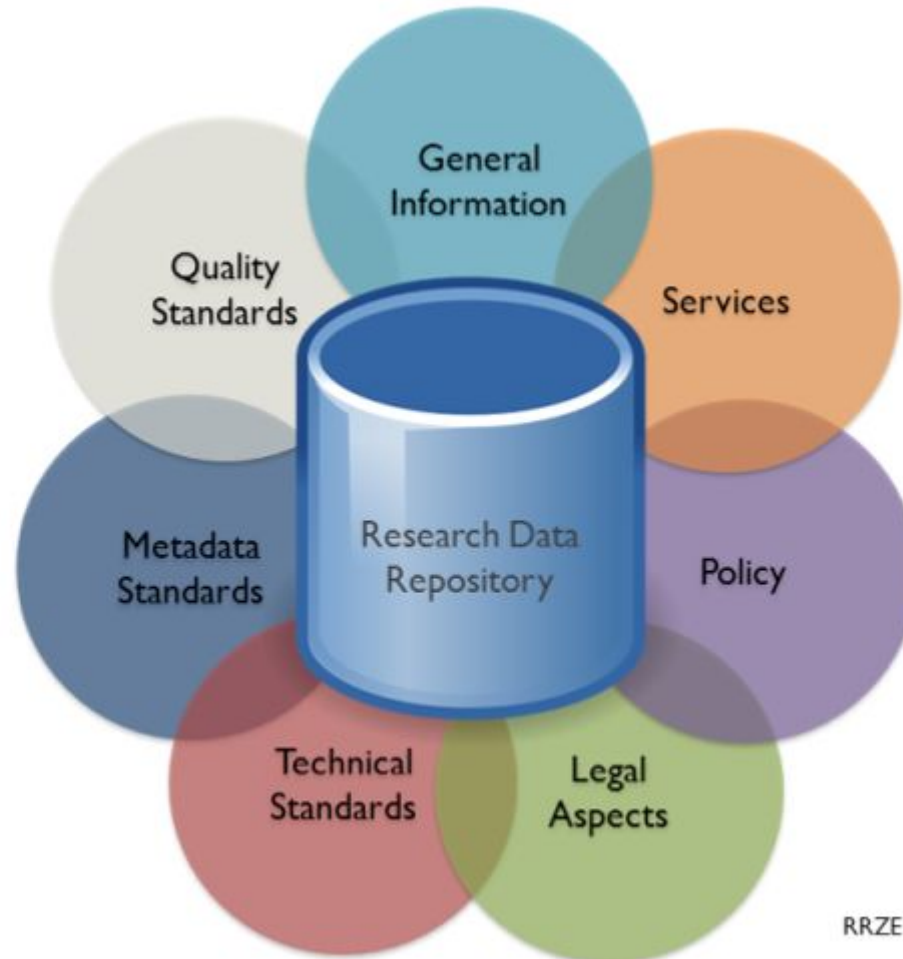 General
Information
Quality
Standards
Services
Metadata
Standards
Research Data
Repository
Policy
Technical
Standards
Legal
Aspects
RRZE